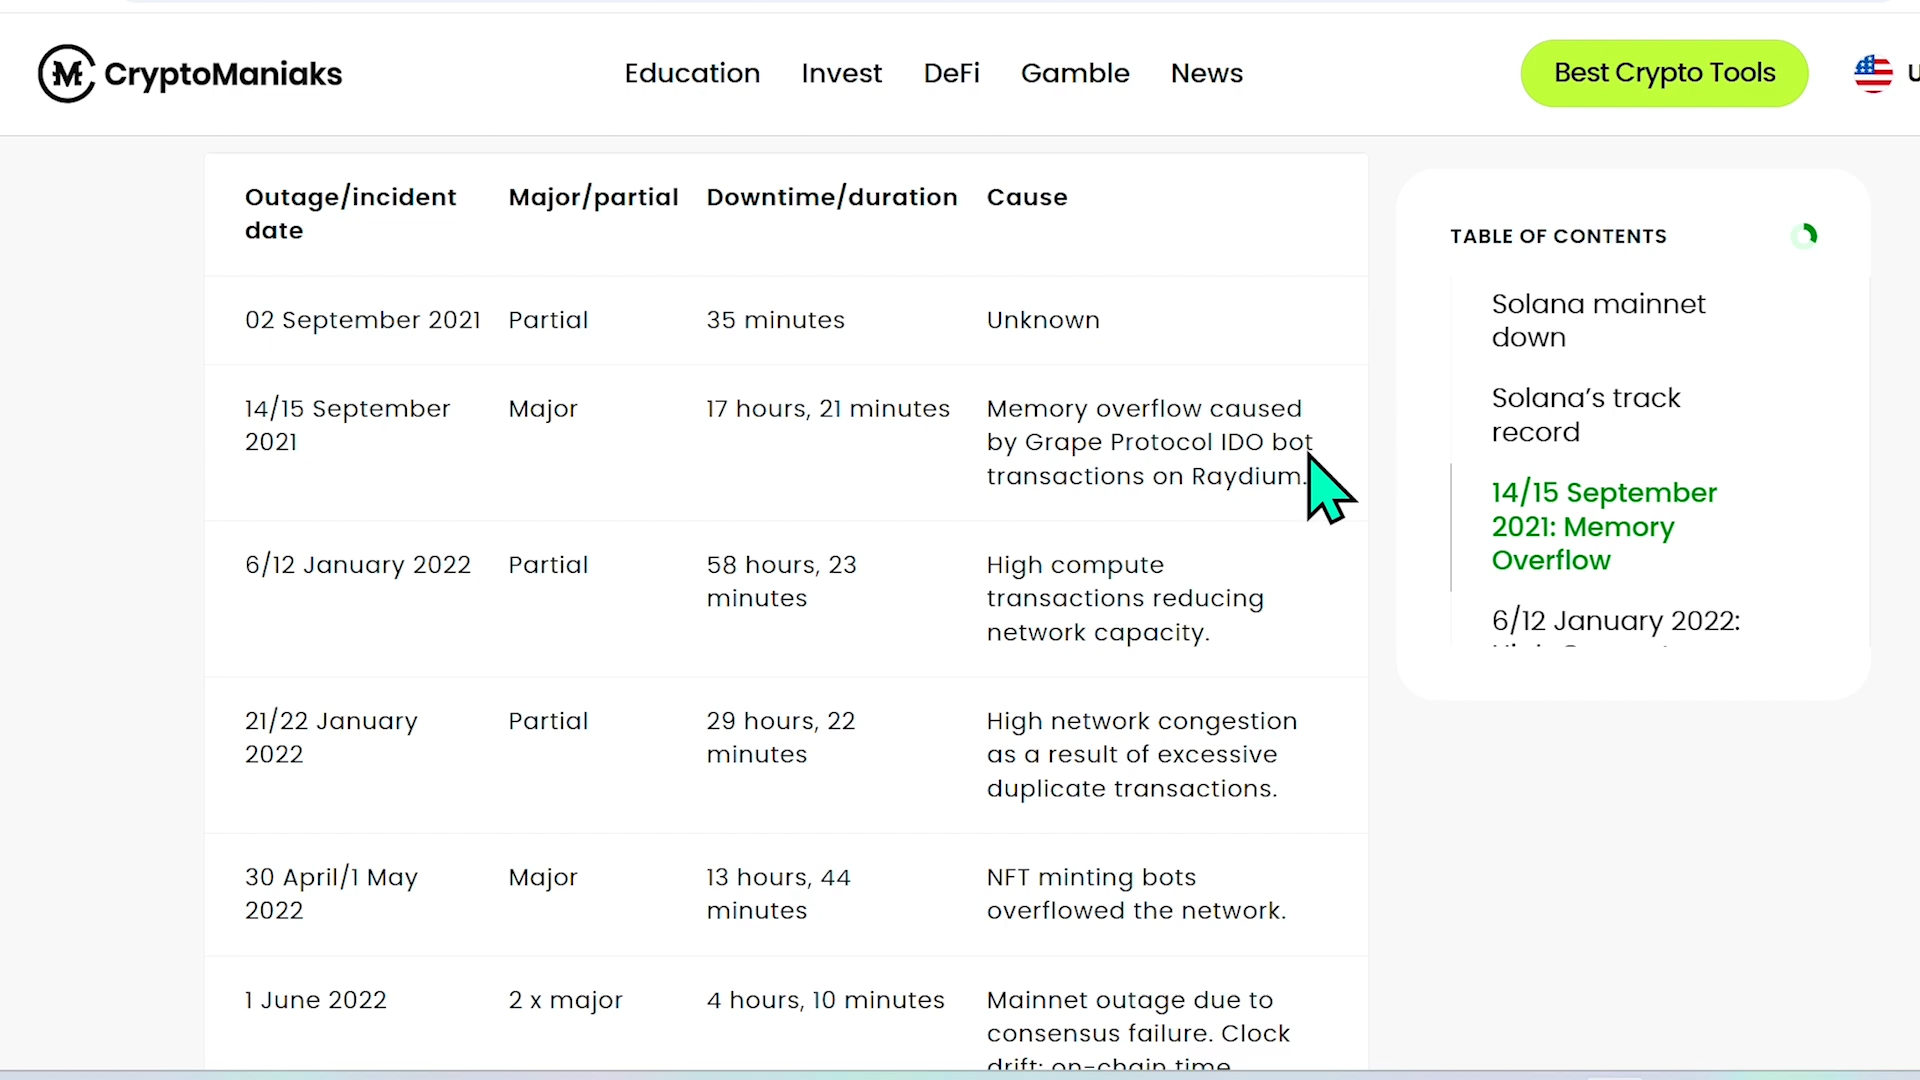 CryptoManiaks
Education Invest DeFi Gamble News
Best Crypto Tools
Outage/incident date Major/partial Downtime/duration Cause
02 September 2021 Partial 35 minutes Unknown
14/15 September 2021 Major 17 hours, 21 minutes Memory overflow caused by Grape Protocol IDO bot transactions on Raydium.
6/12 January 2022 Partial 58 hours, 23 minutes High compute transactions reducing network capacity.
21/22 January 2022 Partial 29 hours, 22 minutes High network congestion as a result of excessive duplicate transactions.
30 April/1 May 2022 Major 13 hours, 44 minutes NFT minting bots overflowed the network.
1 June 2022 2 x major 4 hours, 10 minutes Mainnet outage due to consensus failure. Clock drift: on-chain time
TABLE OF CONTENTS
Solana mainnet
down
Solana’s track
record
14/15 September
2021: Memory
Overflow
6/12 January 2022: